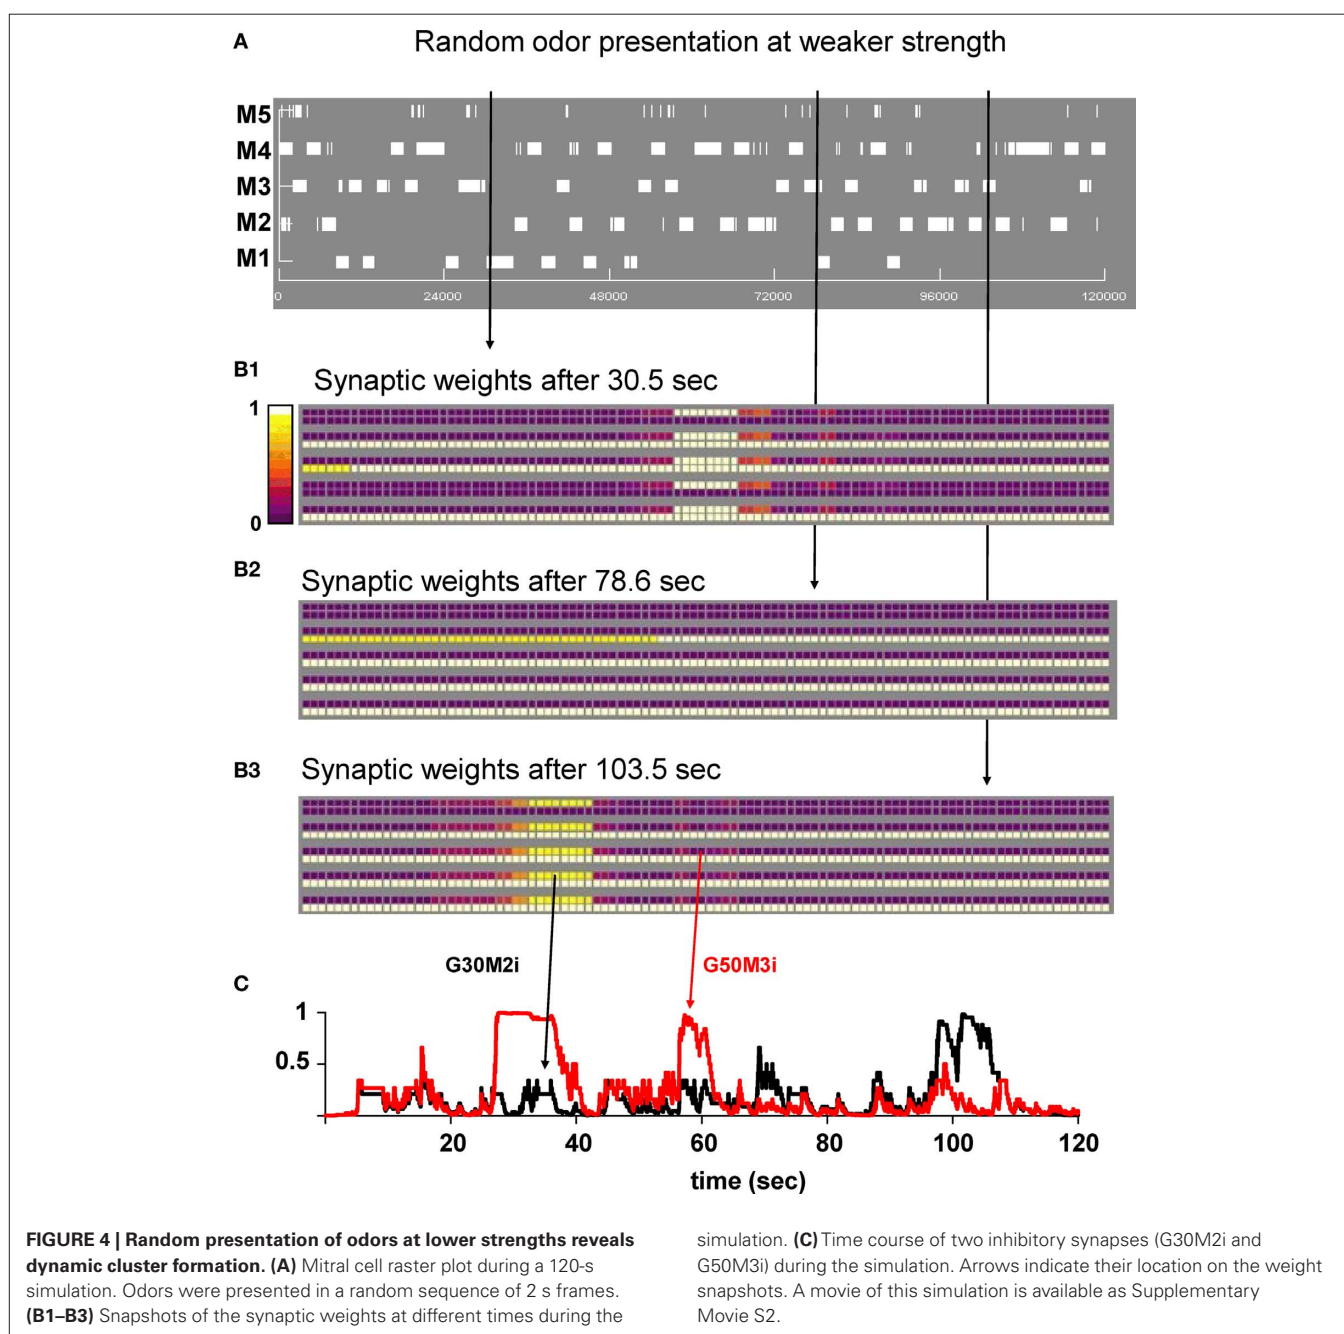 A
Random odor presentation at weaker strength
M5
M4
M3
M2
M1
0 24000 48000 72000 96000 120000
B1
Synaptic weights after 30.5 sec
1
0
B2
Synaptic weights after 78.6 sec
B3
Synaptic weights after 103.5 sec
G30M2i G50M3i
C
1
0.5
20 40 60 80 100 120
time (sec)
FIGURE 4 | Random presentation of odors at lower strengths reveals
dynamic cluster formation. (A) Mitral cell raster plot during a 120-s
simulation. Odors were presented in a random sequence of 2 s frames.
(B1–B3) Snapshots of the synaptic weights at different times during the
simulation. (C) Time course of two inhibitory synapses (G30M2i and
G50M3i) during the simulation. Arrows indicate their location on the weight
snapshots. A movie of this simulation is available as Supplementary
Movie S2.